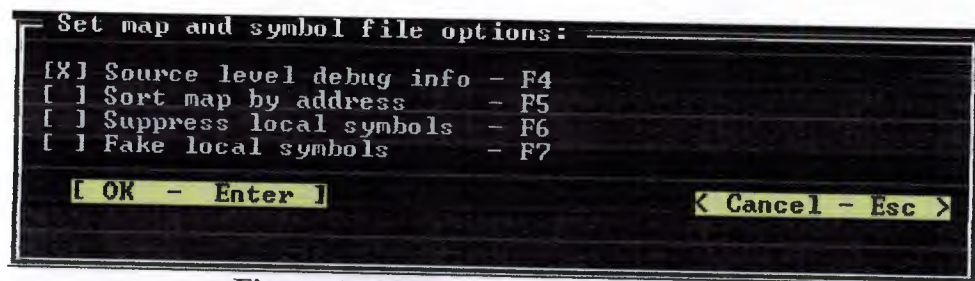 Set map and symbol file options:
[X] Source level debug info - F4
[ ] Sort map by address - F5
[ ] Suppress local symbols - F6
[ ] Fake local symbols - F7
[ OK - Enter ] < Cancel - Esc >